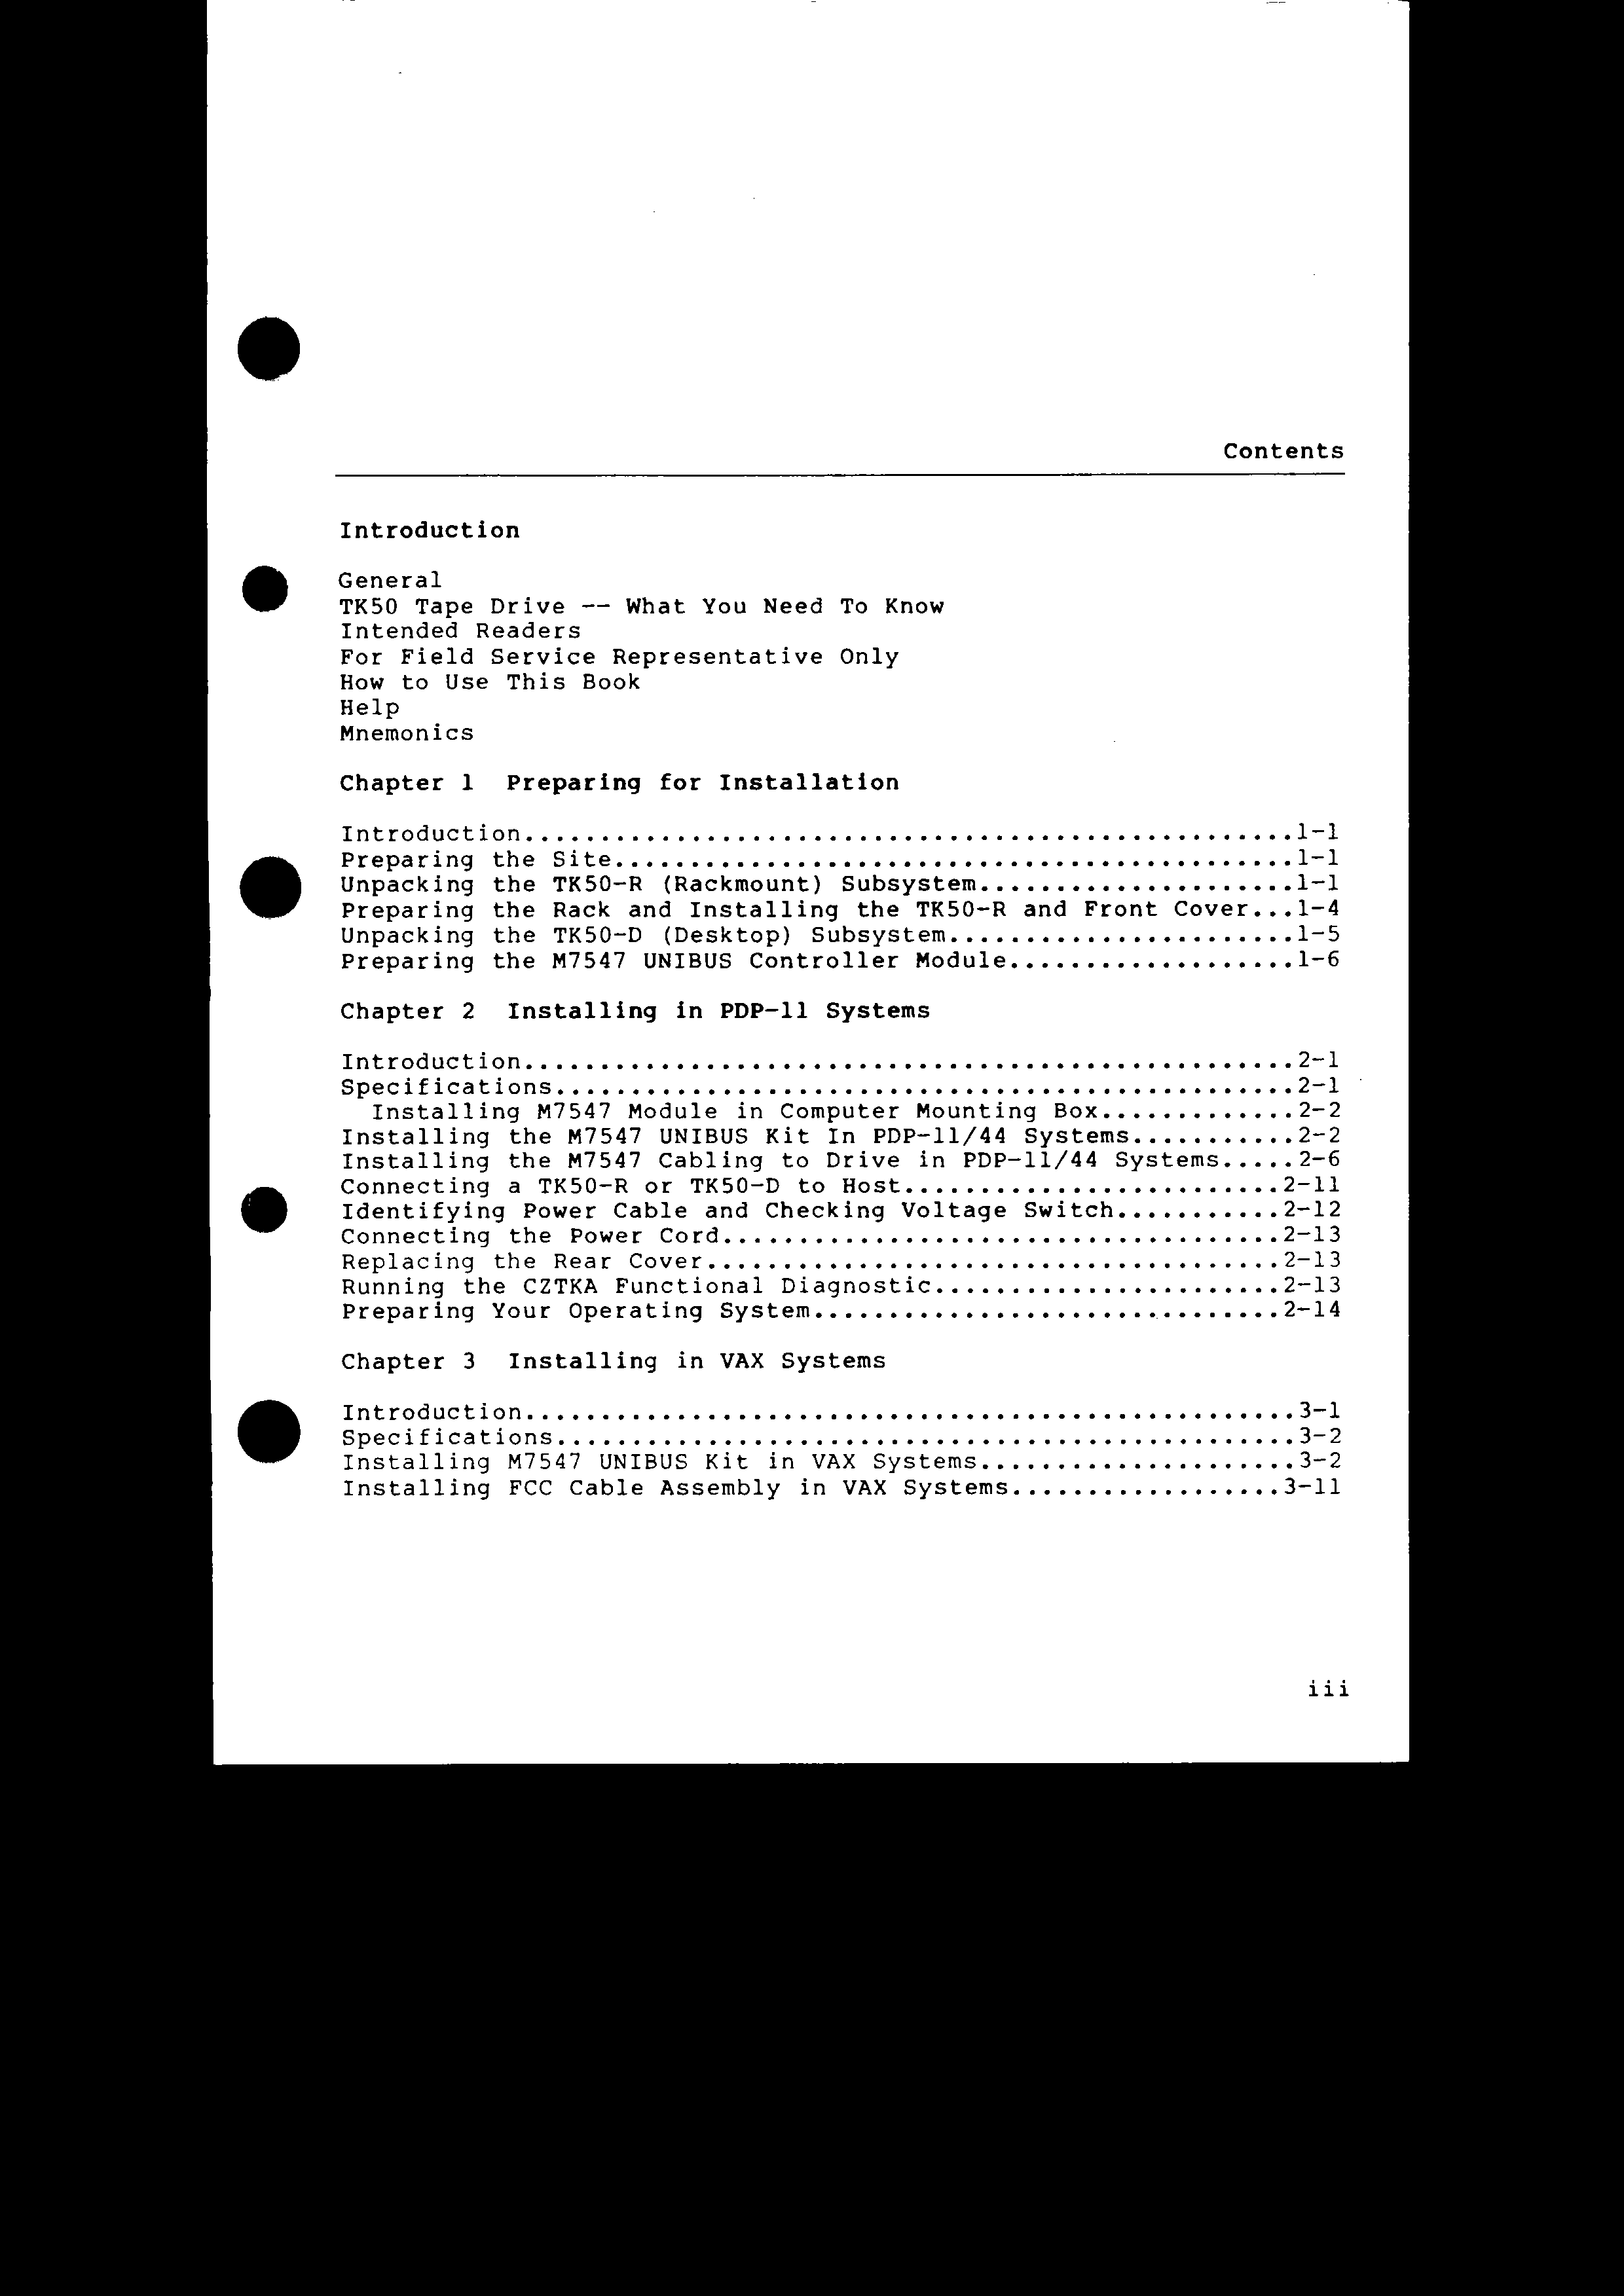 Contents
Introduction
General
TK50 Tape Drive -- What You Need To Know
Intended Readers
For Field Service Representative Only
How to Use This Book
Help
Mnemonics
Chapter 1  Preparing for Installation
Introduction...................................................1-1
Preparing the Site.............................................1-1
Unpacking the TK50-R (Rackmount) Subsystem.....................1-1
Preparing the Rack and Installing the TK50-R and Front Cover...1-4
Unpacking the TK50-D (Desktop) Subsystem.......................1-5
Preparing the M7547 UNIBUS Controller Module...................1-6
Chapter 2  Installing in PDP-11 Systems
Introduction...................................................2-1
Specifications.................................................2-1
  Installing M7547 Module in Computer Mounting Box.............2-2
Installing the M7547 UNIBUS Kit In PDP-11/44 Systems...........2-2
Installing the M7547 Cabling to Drive in PDP-11/44 Systems.....2-6
Connecting a TK50-R or TK50-D to Host.........................2-11
Identifying Power Cable and Checking Voltage Switch...........2-12
Connecting the Power Cord.....................................2-13
Replacing the Rear Cover......................................2-13
Running the CZTKA Functional Diagnostic.......................2-13
Preparing Your Operating System...............................2-14
Chapter 3  Installing in VAX Systems
Introduction...................................................3-1
Specifications.................................................3-2
Installing M7547 UNIBUS Kit in VAX Systems.....................3-2
Installing FCC Cable Assembly in VAX Systems..................3-11
iii